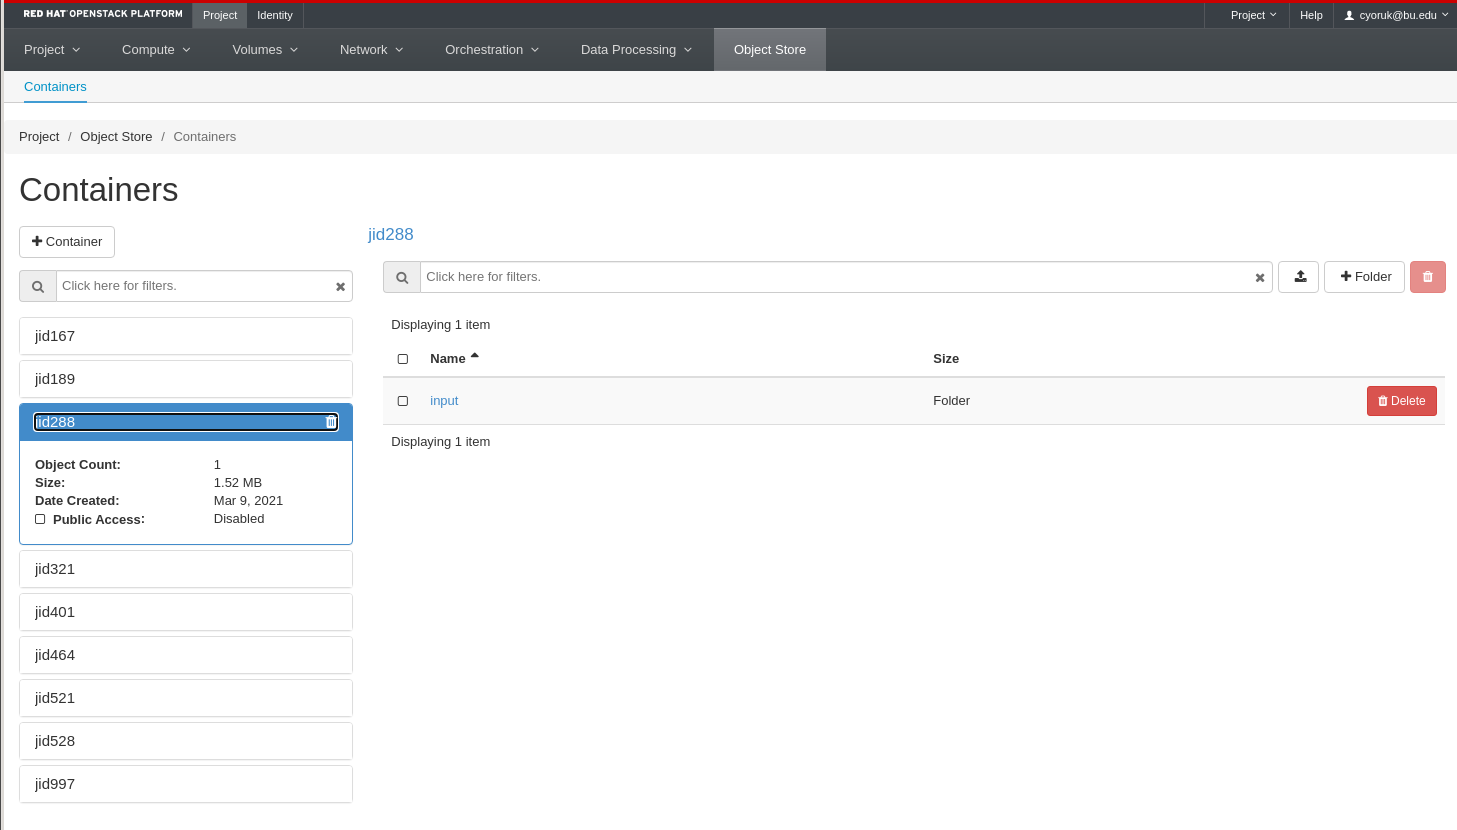 RED HAT OPENSTACK PLATFORM Project Identity Project Help cyoruk@bu.edu
Project Compute Volumes Network Orchestration Data Processing Object Store
Containers
Project / Object Store / Containers
Containers
Container
Click here for filters.
jid167
jid189
jid288
Object Count: 1
Size: 1.52 MB
Date Created: Mar 9, 2021
Public Access: Disabled
jid321
jid401
jid464
jid521
jid528
jid997
jid288
Click here for filters. Folder
Displaying 1 item
Name Size
input Folder Delete
Displaying 1 item